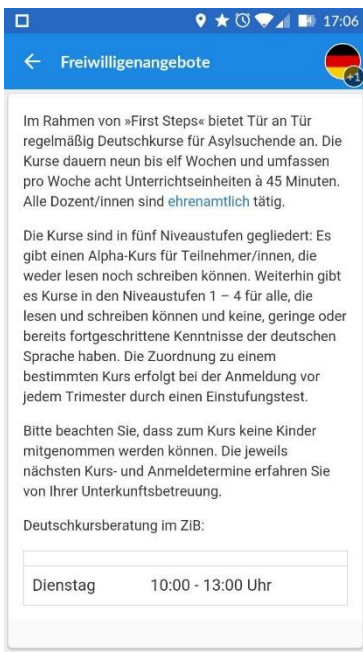 17:06
Freiwilligenangebote
+1
Im Rahmen von »First Steps« bietet Tür an Tür
regelmäßig Deutschkurse für Asylsuchende an. Die
Kurse dauern neun bis elf Wochen und umfassen
pro Woche acht Unterrichtseinheiten à 45 Minuten.
Alle Dozent/innen sind ehrenamtlich tätig.
Die Kurse sind in fünf Niveaustufen gegliedert: Es
gibt einen Alpha-Kurs für Teilnehmer/innen, die
weder lesen noch schreiben können. Weiterhin gibt
es Kurse in den Niveaustufen 1 – 4 für alle, die
lesen und schreiben können und keine, geringe oder
bereits fortgeschrittene Kenntnisse der deutschen
Sprache haben. Die Zuordnung zu einem
bestimmten Kurs erfolgt bei der Anmeldung vor
jedem Trimester durch einen Einstufungstest.
Bitte beachten Sie, dass zum Kurs keine Kinder
mitgenommen werden können. Die jeweils
nächsten Kurs- und Anmeldetermine erfahren Sie
von Ihrer Unterkunftsbetreuung.
Deutschkursberatung im ZiB:
Dienstag 10:00 - 13:00 Uhr